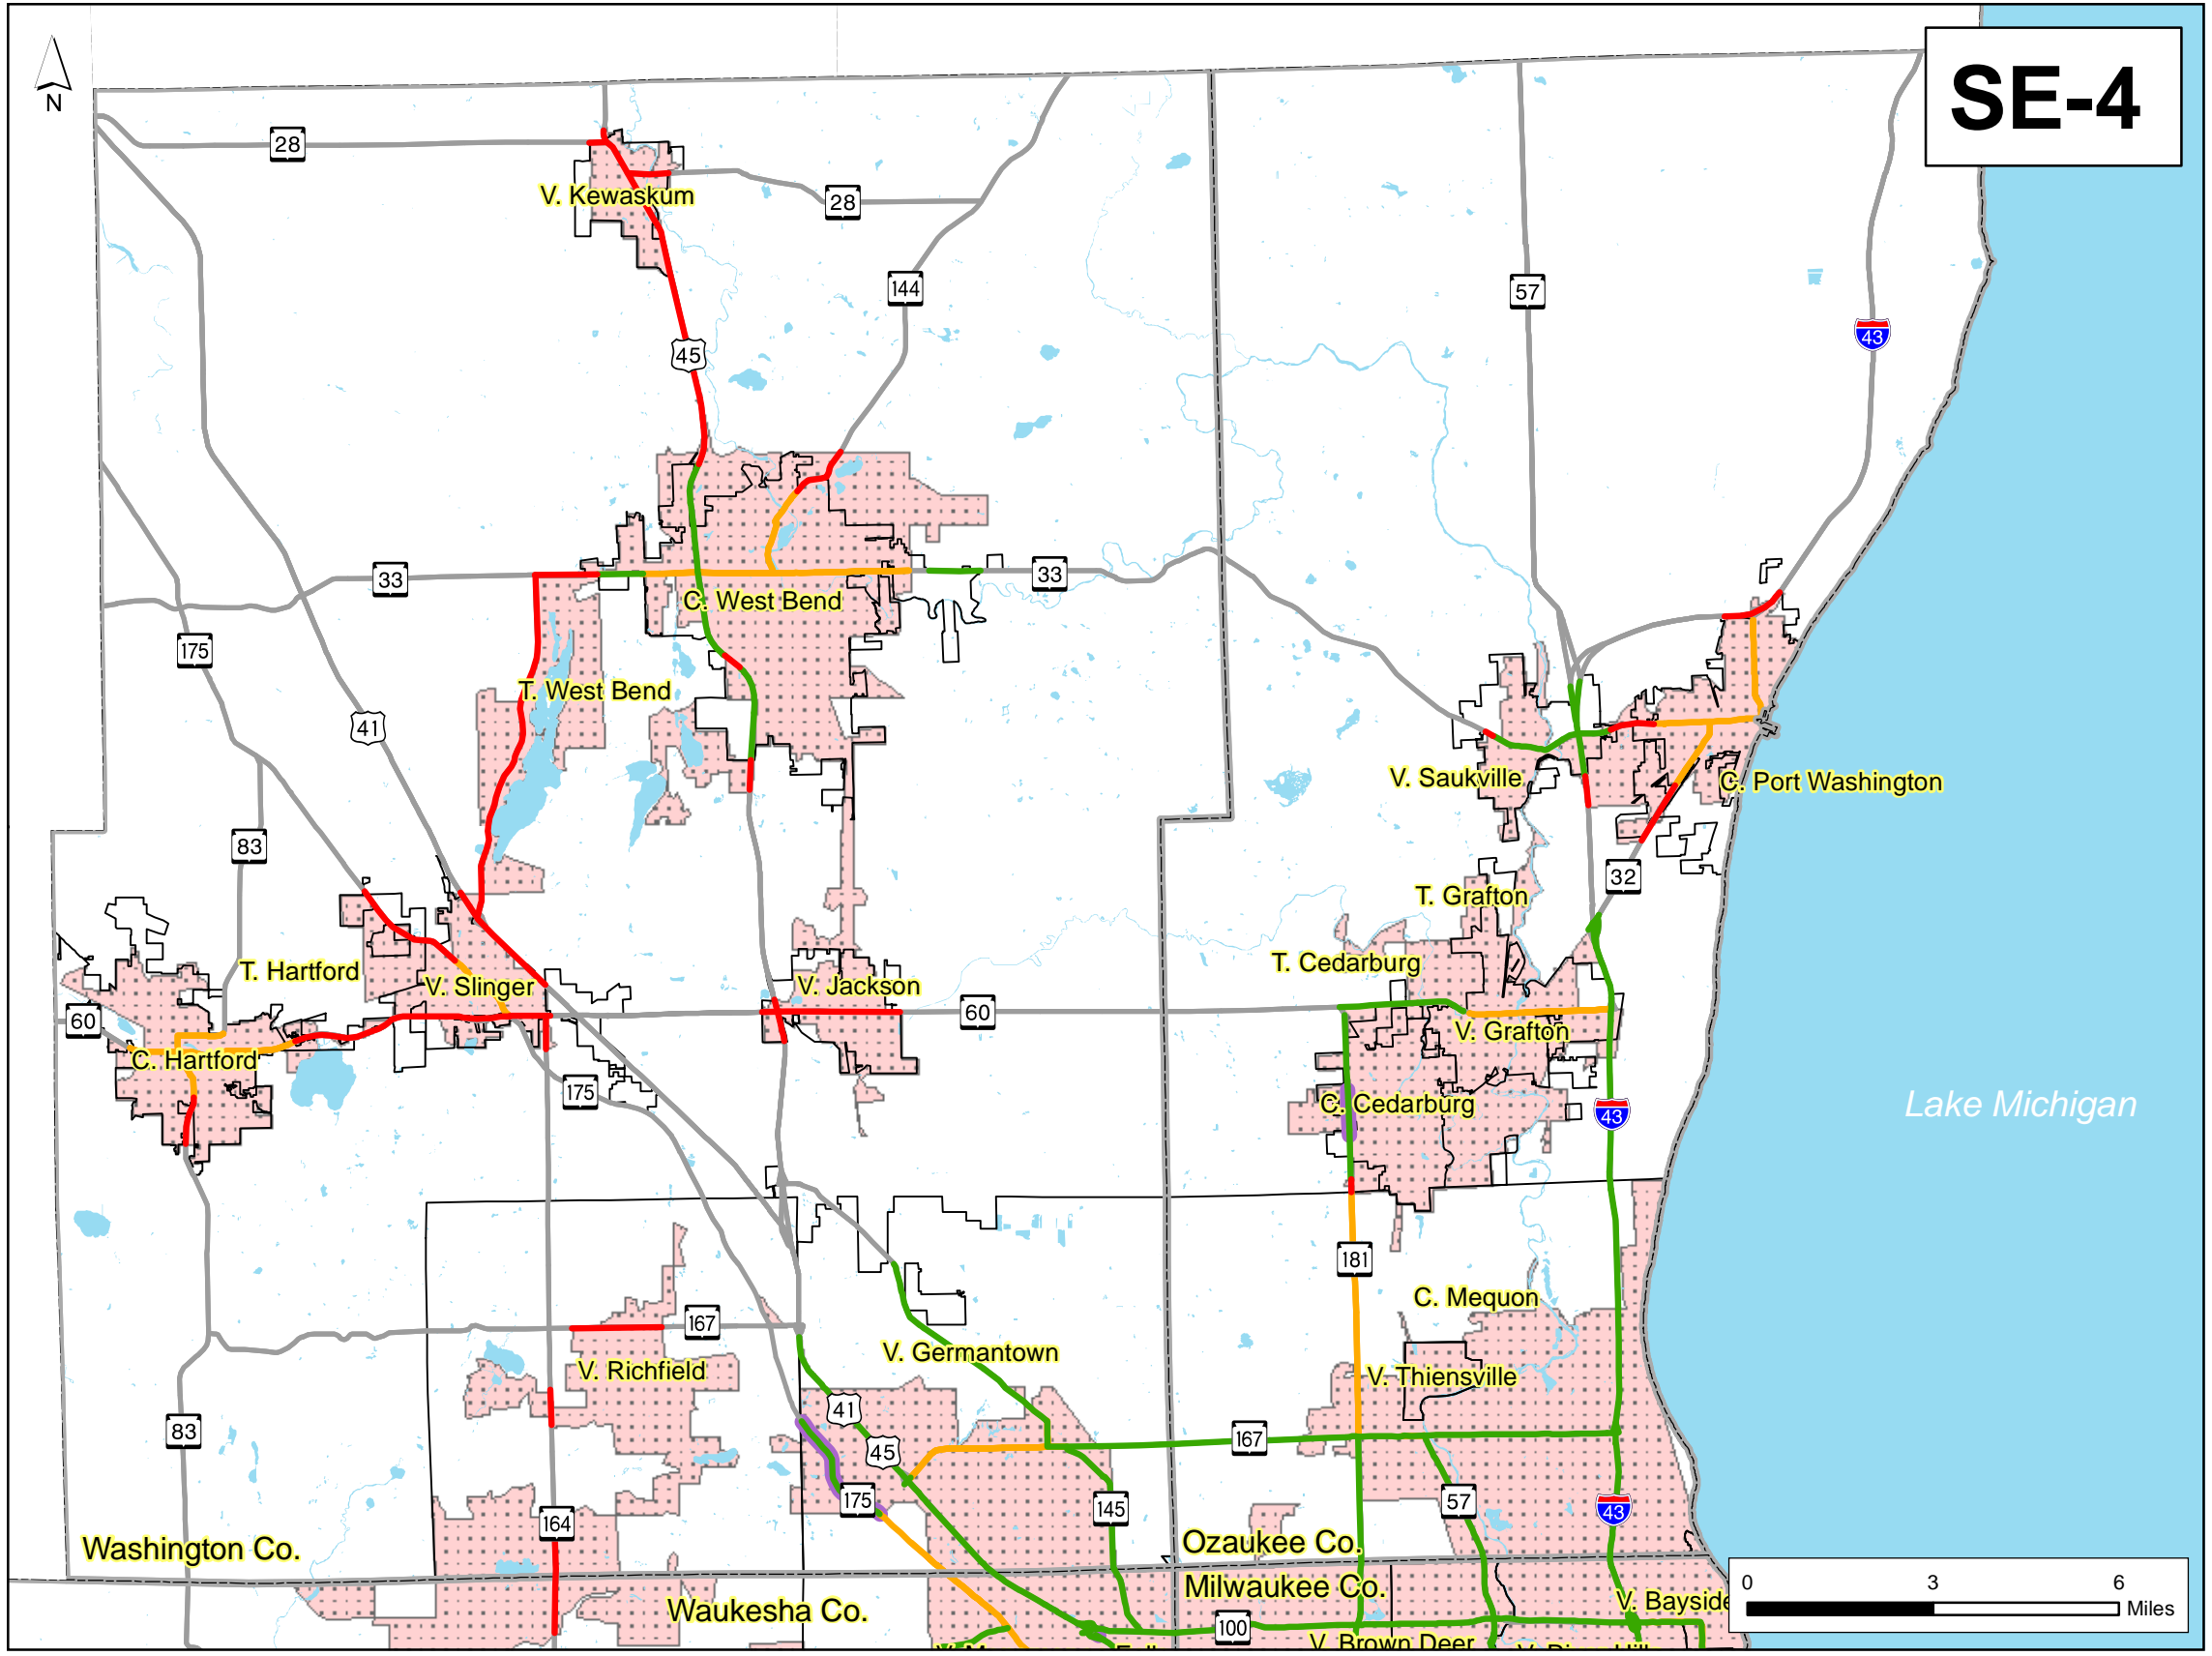 SE-4
N
28
V. Kewaskum
28
144
57
43
45
33
C. West Bend
33
175
T. West Bend
41
V. Saukville
C. Port Washington
83
32
T. Grafton
T. Hartford
T. Cedarburg
V. Slinger
V. Jackson
60
60
V. Grafton
C. Hartford
175
C. Cedarburg
43
Lake Michigan
181
C. Mequon
167
V. Germantown
V. Richfield
V. Thiensville
41
83
45
167
175
57
145
43
164
Washington Co.
Ozaukee Co.
Milwaukee Co.
0 3 6
Miles
V. Bayside
Waukesha Co.
100
V. Brown Deer